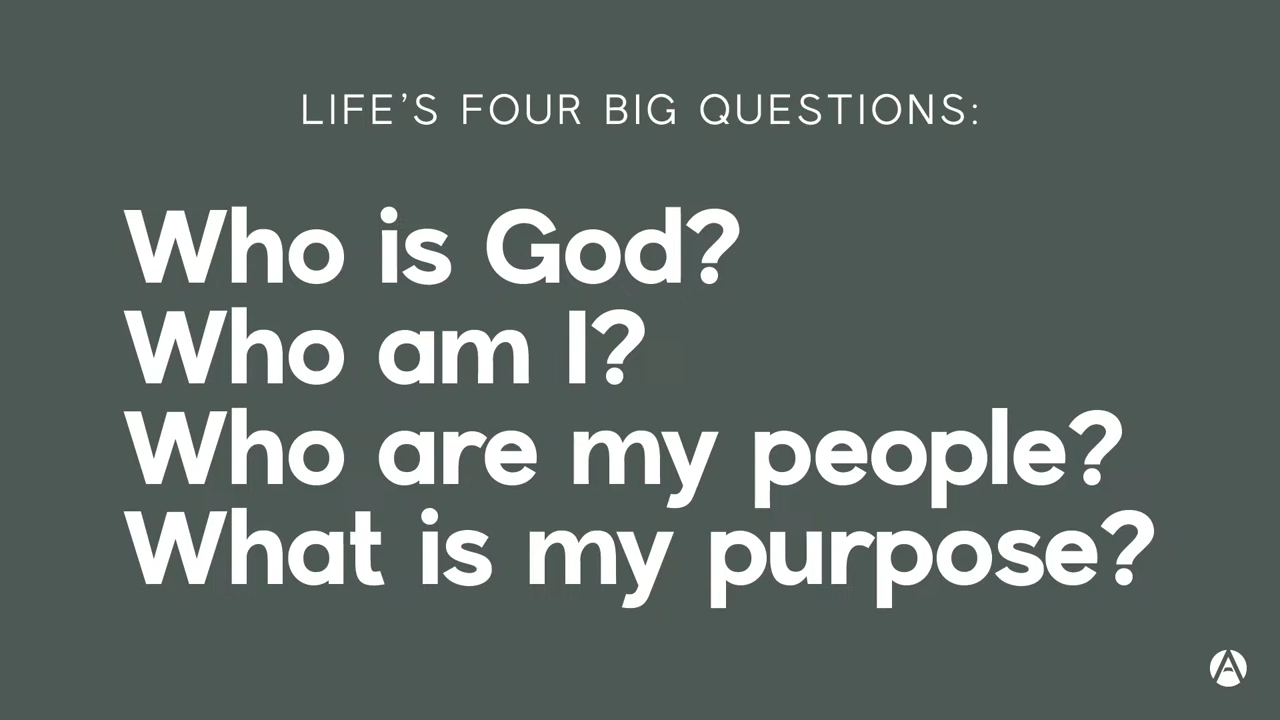 LIFE’S FOUR BIG QUESTIONS:
Who is God?
Who am I?
Who are my people?
What is my purpose?
A